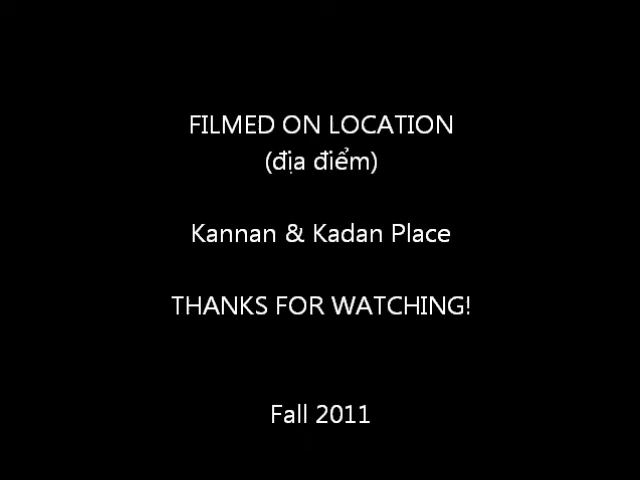 FILMED ON LOCATION
(địa điểm)
Kannan & Kadan Place
THANKS FOR WATCHING!
Fall 2011